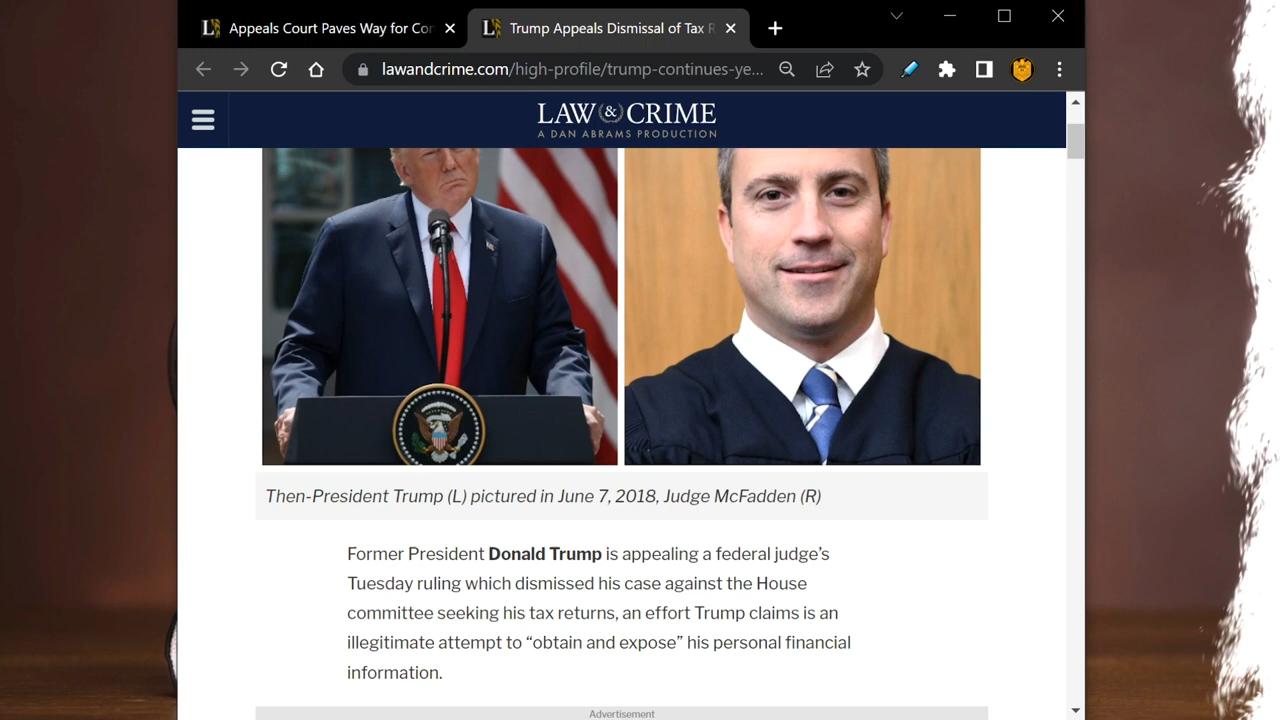 Appeals Court Paves Way for Co
Trump Appeals Dismissal of Tax R
lawandcrime.com/high-profile/trump-continues-ye...
LAW & CRIME
A DAN ABRAMS PRODUCTION
Then-President Trump (L) pictured in June 7, 2018, Judge McFadden (R)
Former President Donald Trump is appealing a federal judge’s
Tuesday ruling which dismissed his case against the House
committee seeking his tax returns, an effort Trump claims is an
illegitimate attempt to “obtain and expose” his personal financial
information.
Advertisement